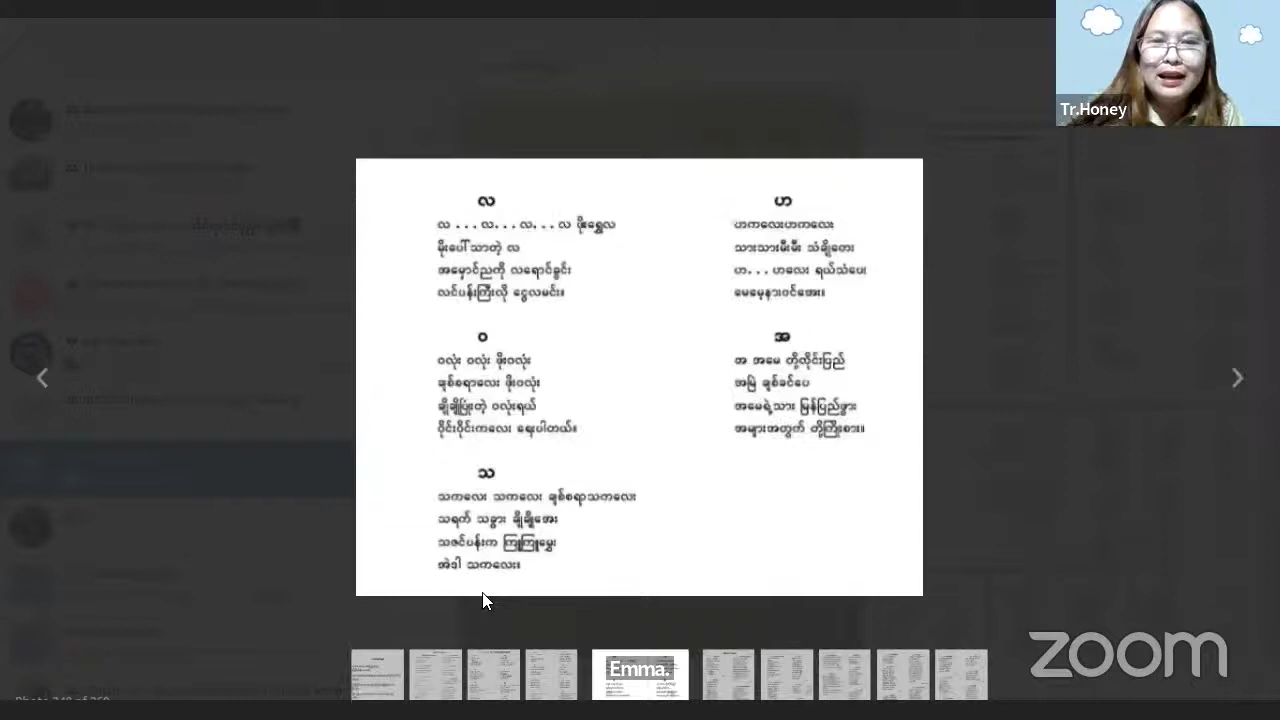 Tr.Honey
လ
လ . . . လ. . . လ. . . လ ဖိုးရွှေလ
မိုးပေါ်သာတဲ့ လ
အမှောင်ညကို လရောင်ခွင်း
လင်ပန်းကြီးလို ငွေလမင်း။
ဝ
ဝလုံး ဝလုံး ဖိုးဝလုံး
ချစ်စရာလေး ဖိုးဝလုံး
ချိုချိုပြုံးတဲ့ ဝလုံးရယ်
ဝိုင်းဝိုင်းကလေး ရေးပါတယ်။
သ
သကလေး သကလေး ချစ်စရာသကလေး
သရက် သခွား ချိုချိုအေး
သဇင်ပန်းက ကြူကြူမွှေး
အဲဒါ သကလေး။
ဟ
ဟကလေးဟကလေး
သားသားမီးမီး သံချိုတေး
ဟ. . . ဟလေး ရယ်သံပေး
မေမေ့နားဝင်အေး။
အ
အ အမေ တို့တိုင်းပြည်
အမြဲ ချစ်ခင်ပေ
အမေရဲ့သား မြန်ပြည်ဖွား
အများအတွက် တို့ကြိုးစား။
Emma.
zoom